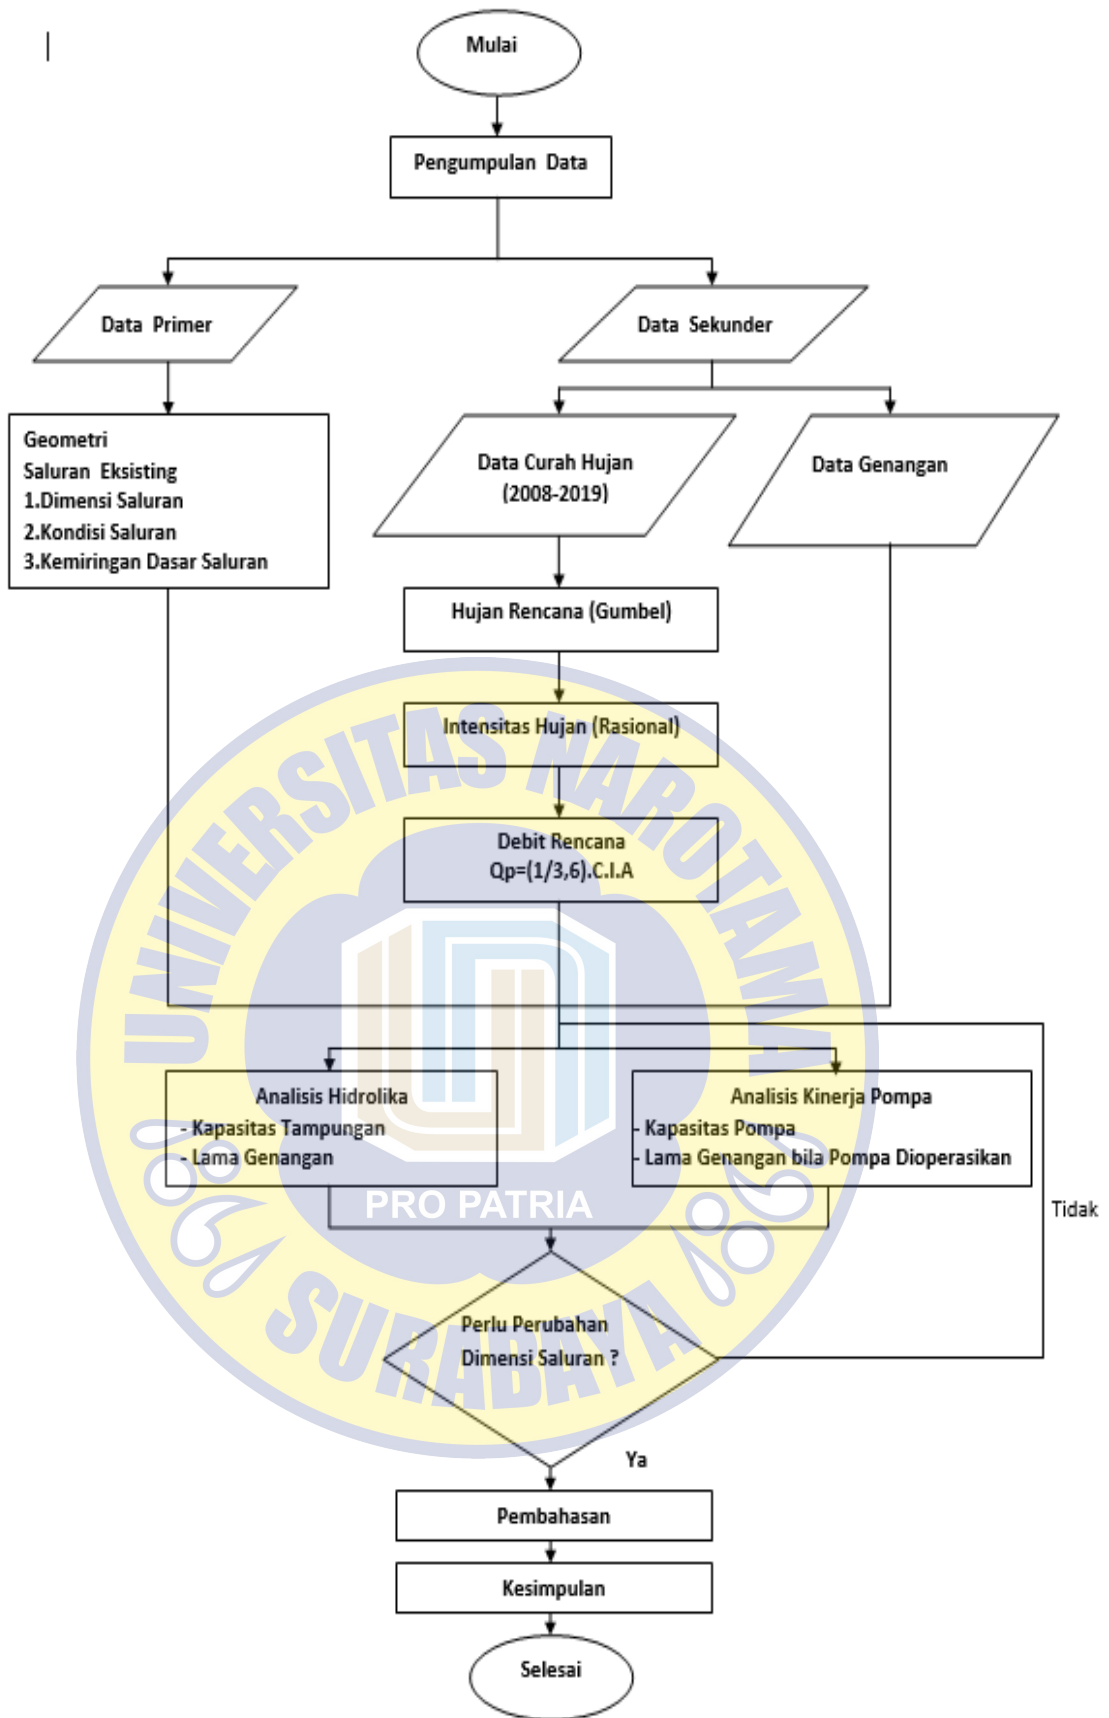 Mulai
Pengumpulan Data
Data Primer
Data Sekunder
Geometri
Saluran Eksisting
1.Dimensi Saluran
2.Kondisi Saluran
3.Kemiringan Dasar Saluran
Data Curah Hujan
(2008-2019)
Data Genangan
Hujan Rencana (Gumbel)
Intensitas Hujan (Rasional)
Debit Rencana
Qp=(1/3,6).C.I.A
Analisis Hidrolika
- Kapasitas Tampungan
- Lama Genangan
Analisis Kinerja Pompa
- Kapasitas Pompa
- Lama Genangan bila Pompa Dioperasikan
Tidak
Perlu Perubahan
Dimensi Saluran ?
Ya
Pembahasan
Kesimpulan
Selesai
UNIVERSITAS NAROTAMA
PRO PATRIA
SURABAYA